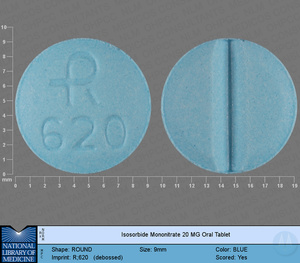 10
9
8
7
6
5
4
3
2
1
0
mm
R
620
0 1 2 3 4 5 6 7 8 9 10 11 12 13 14 15 16 17 18 19
Isosorbide Mononitrate 20 MG Oral Tablet
Shape: ROUND Size: 9mm Color: BLUE
Imprint: R;620 (debossed) Scored: Yes
NATIONAL
LIBRARY OF
MEDICINE